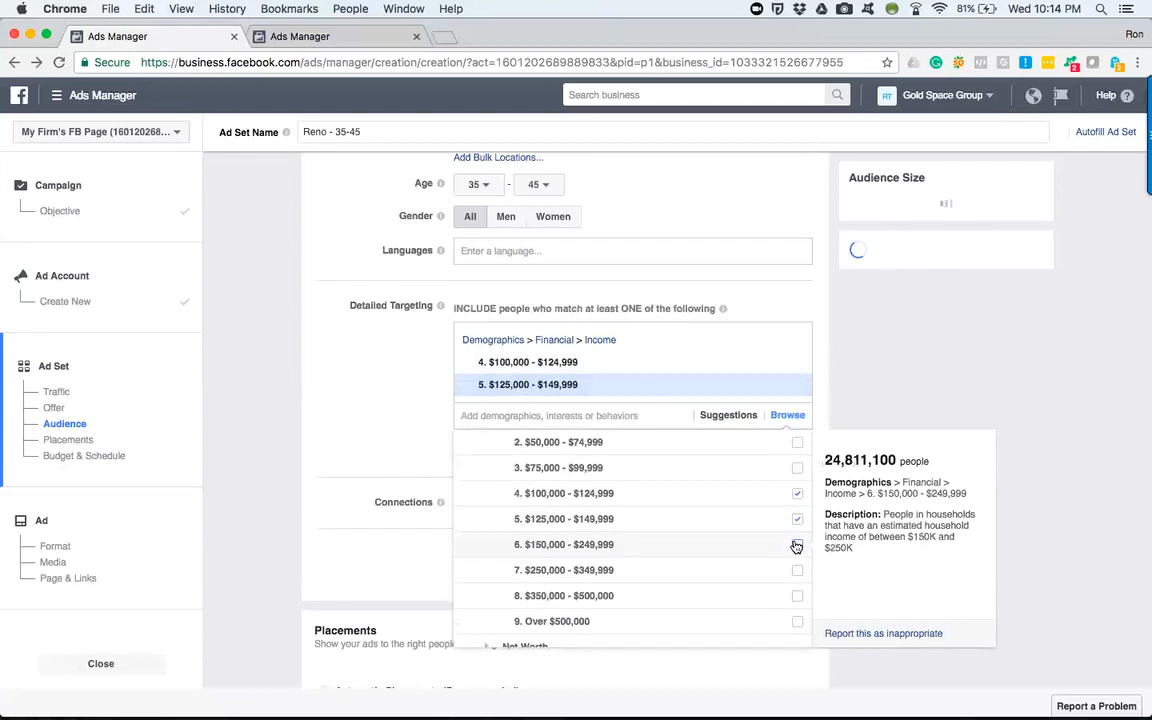 Chrome File Edit View History Bookmarks People Window Help 81% Wed 10:14 PM
Ads Manager Ads Manager Ron
Secure https://business.facebook.com/ads/manager/creation/creation/?act=1601202689889833&pid=p1&business_id=1033321526677955
Ads Manager Search business RT Gold Space Group Help
My Firm's FB Page (160120268... Ad Set Name Reno - 35-45 Autofill Ad Set
Add Bulk Locations...
Campaign
Objective
Ad Account
Create New
Ad Set
Traffic
Offer
Audience
Placements
Budget & Schedule
Ad
Format
Media
Page & Links
Close
Age 35 - 45
Gender All Men Women
Languages Enter a language...
Detailed Targeting INCLUDE people who match at least ONE of the following
Demographics > Financial > Income
4. $100,000 - $124,999
5. $125,000 - $149,999
Add demographics, interests or behaviors Suggestions Browse
2. $50,000 - $74,999
3. $75,000 - $99,999
4. $100,000 - $124,999
5. $125,000 - $149,999
6. $150,000 - $249,999
7. $250,000 - $349,999
8. $350,000 - $500,000
9. Over $500,000
Net Worth
Connections
Placements
Show your ads to the right people
Audience Size
24,811,100 people
Demographics > Financial >
Income > 6. $150,000 - $249,999
Description: People in households
that have an estimated household
income of between $150K and
$250K
Report this as inappropriate
Report a Problem